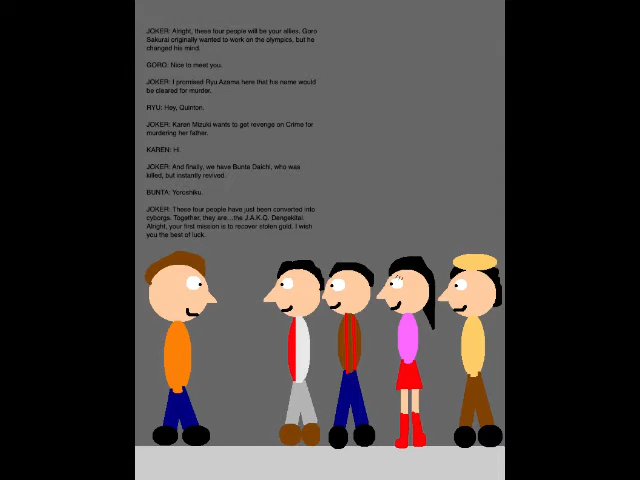 JOKER: Alright, these four people will be your allies. Goro
Sakurai originally wanted to work on the olympics, but he
changed his mind.
GORO: Nice to meet you.
JOKER: I promised Ryu Azama here that his name would
be cleared for murder.
RYU: Hey, Quinton.
JOKER: Karen Mizuki wants to get revenge on Crime for
murdering her father.
KAREN: Hi.
JOKER: And finally, we have Bunta Daichi, who was
killed, but instantly revived.
BUNTA: Yoroshiku.
JOKER: These four people have just been converted into
cyborgs. Together, they are...the J.A.K.Q. Dengekitai.
Alright, your first mission is to recover stolen gold. I wish
you the best of luck.